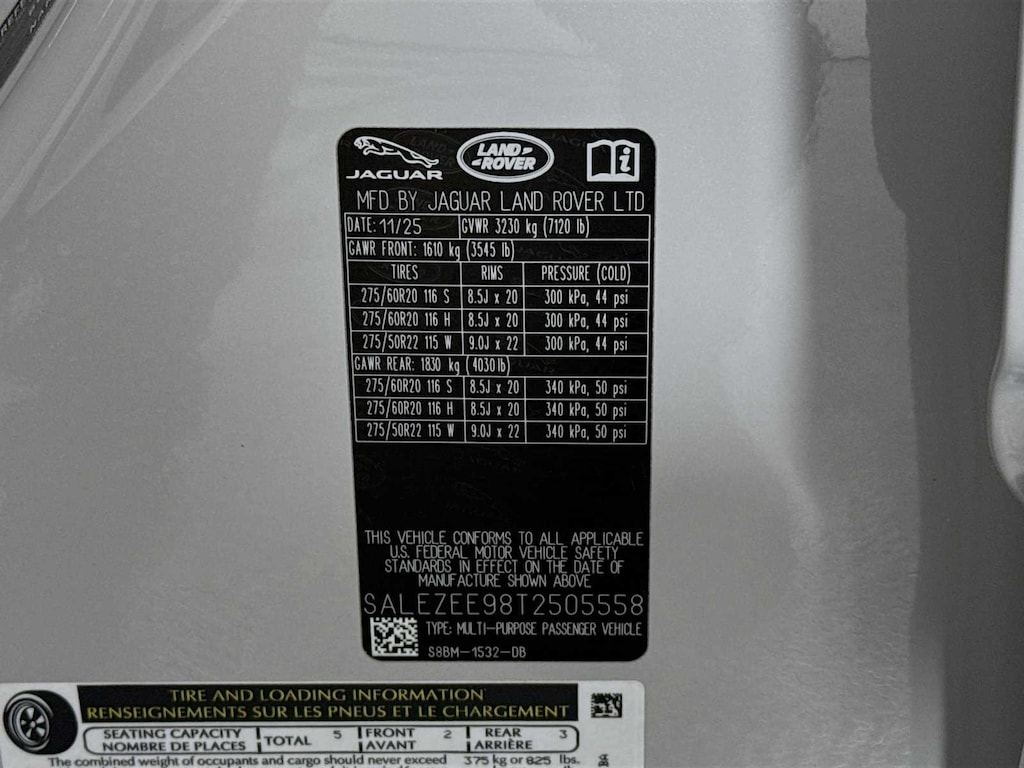 JAGUAR
LAND
ROVER
MFD BY JAGUAR LAND ROVER LTD
DATE: 11/25 GVWR 3230 kg (7120 lb)
GAWR FRONT: 1610 kg (3545 lb)
TIRES RIMS PRESSURE (COLD)
275/60R20 116 S 8.5J x 20 300 kPa, 44 psi
275/60R20 116 H 8.5J x 20 300 kPa, 44 psi
275/50R22 115 W 9.0J x 22 300 kPa, 44 psi
GAWR REAR: 1830 kg (4030 lb)
275/60R20 116 S 8.5J x 20 340 kPa, 50 psi
275/60R20 116 H 8.5J x 20 340 kPa, 50 psi
275/50R22 115 W 9.0J x 22 340 kPa, 50 psi
THIS VEHICLE CONFORMS TO ALL APPLICABLE
U.S. FEDERAL MOTOR VEHICLE SAFETY
STANDARDS IN EFFECT ON THE DATE OF
MANUFACTURE SHOWN ABOVE
SALEZEE98T2505558
TYPE: MULTI-PURPOSE PASSENGER VEHICLE
S8BM-1532-DB
TIRE AND LOADING INFORMATION
RENSEIGNEMENTS SUR LES PNEUS ET LE CHARGEMENT
SEATING CAPACITY
NOMBRE DE PLACES
TOTAL 5
FRONT
AVANT
2
REAR
ARRIÈRE
3
The combined weight of occupants and cargo should never exceed 375 kg or 825 lbs.